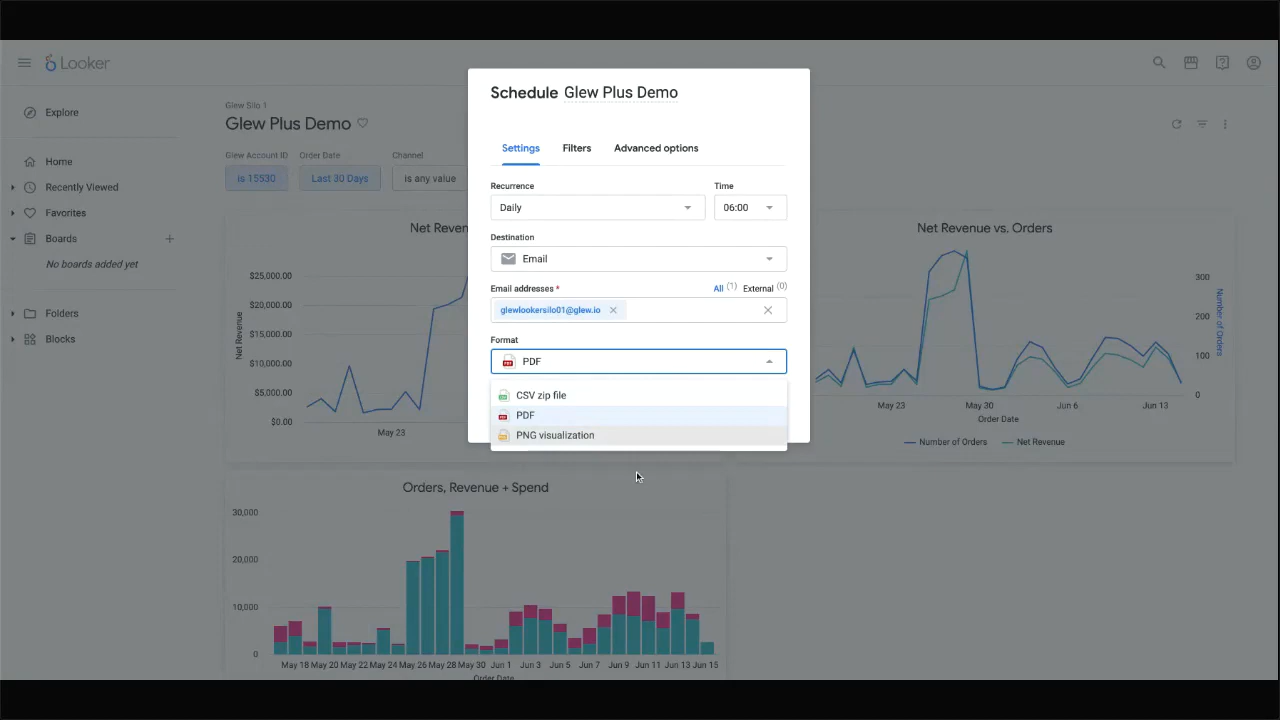 Looker
Explore
Home
Recently Viewed
Favorites
Boards
No boards added yet
Folders
Blocks
Glew Silo 1
Glew Plus Demo
Glew Account ID
Order Date
Channel
is 15530
Last 30 Days
is any value
Schedule Glew Plus Demo
Settings
Filters
Advanced options
Recurrence
Time
Daily
06:00
Destination
Email
Email addresses *
All (1)
External (0)
glewlookersilo01@glew.io
Format
PDF
CSV zip file
PDF
PNG visualization
Net Reven
$25,000.00
$20,000.00
$15,000.00
$10,000.00
$5,000.00
$0.00
Net Revenue
May 23
Net Revenue vs. Orders
300
200
100
0
Number of Orders
May 23
May 30
Jun 6
Jun 13
Order Date
Number of Orders
Net Revenue
Orders, Revenue + Spend
30,000
20,000
10,000
0
May 18 May 20 May 22 May 24 May 26 May 28 May 30 Jun 1 Jun 3 Jun 5 Jun 7 Jun 9 Jun 11 Jun 13 Jun 15
Order Date